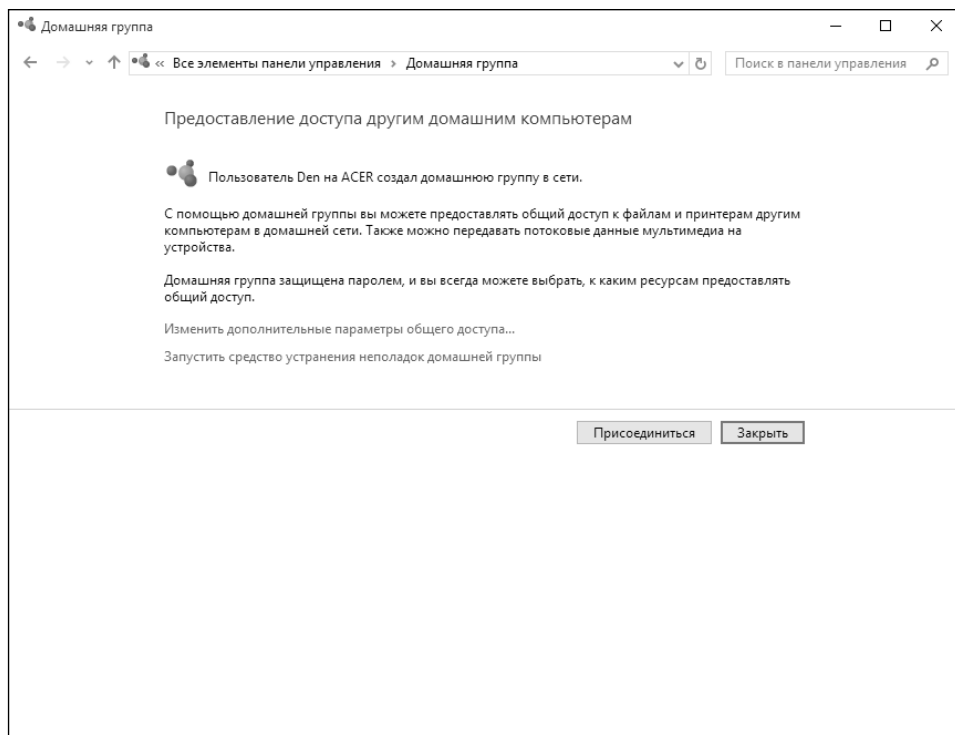 Домашняя группа
« Все элементы панели управления › Домашняя группа
Поиск в панели управления
Предоставление доступа другим домашним компьютерам
Пользователь Den на ACER создал домашнюю группу в сети.
С помощью домашней группы вы можете предоставлять общий доступ к файлам и принтерам другим
компьютерам в домашней сети. Также можно передавать потоковые данные мультимедиа на
устройства.
Домашняя группа защищена паролем, и вы всегда можете выбрать, к каким ресурсам предоставлять
общий доступ.
Изменить дополнительные параметры общего доступа...
Запустить средство устранения неполадок домашней группы
Присоединиться
Закрыть